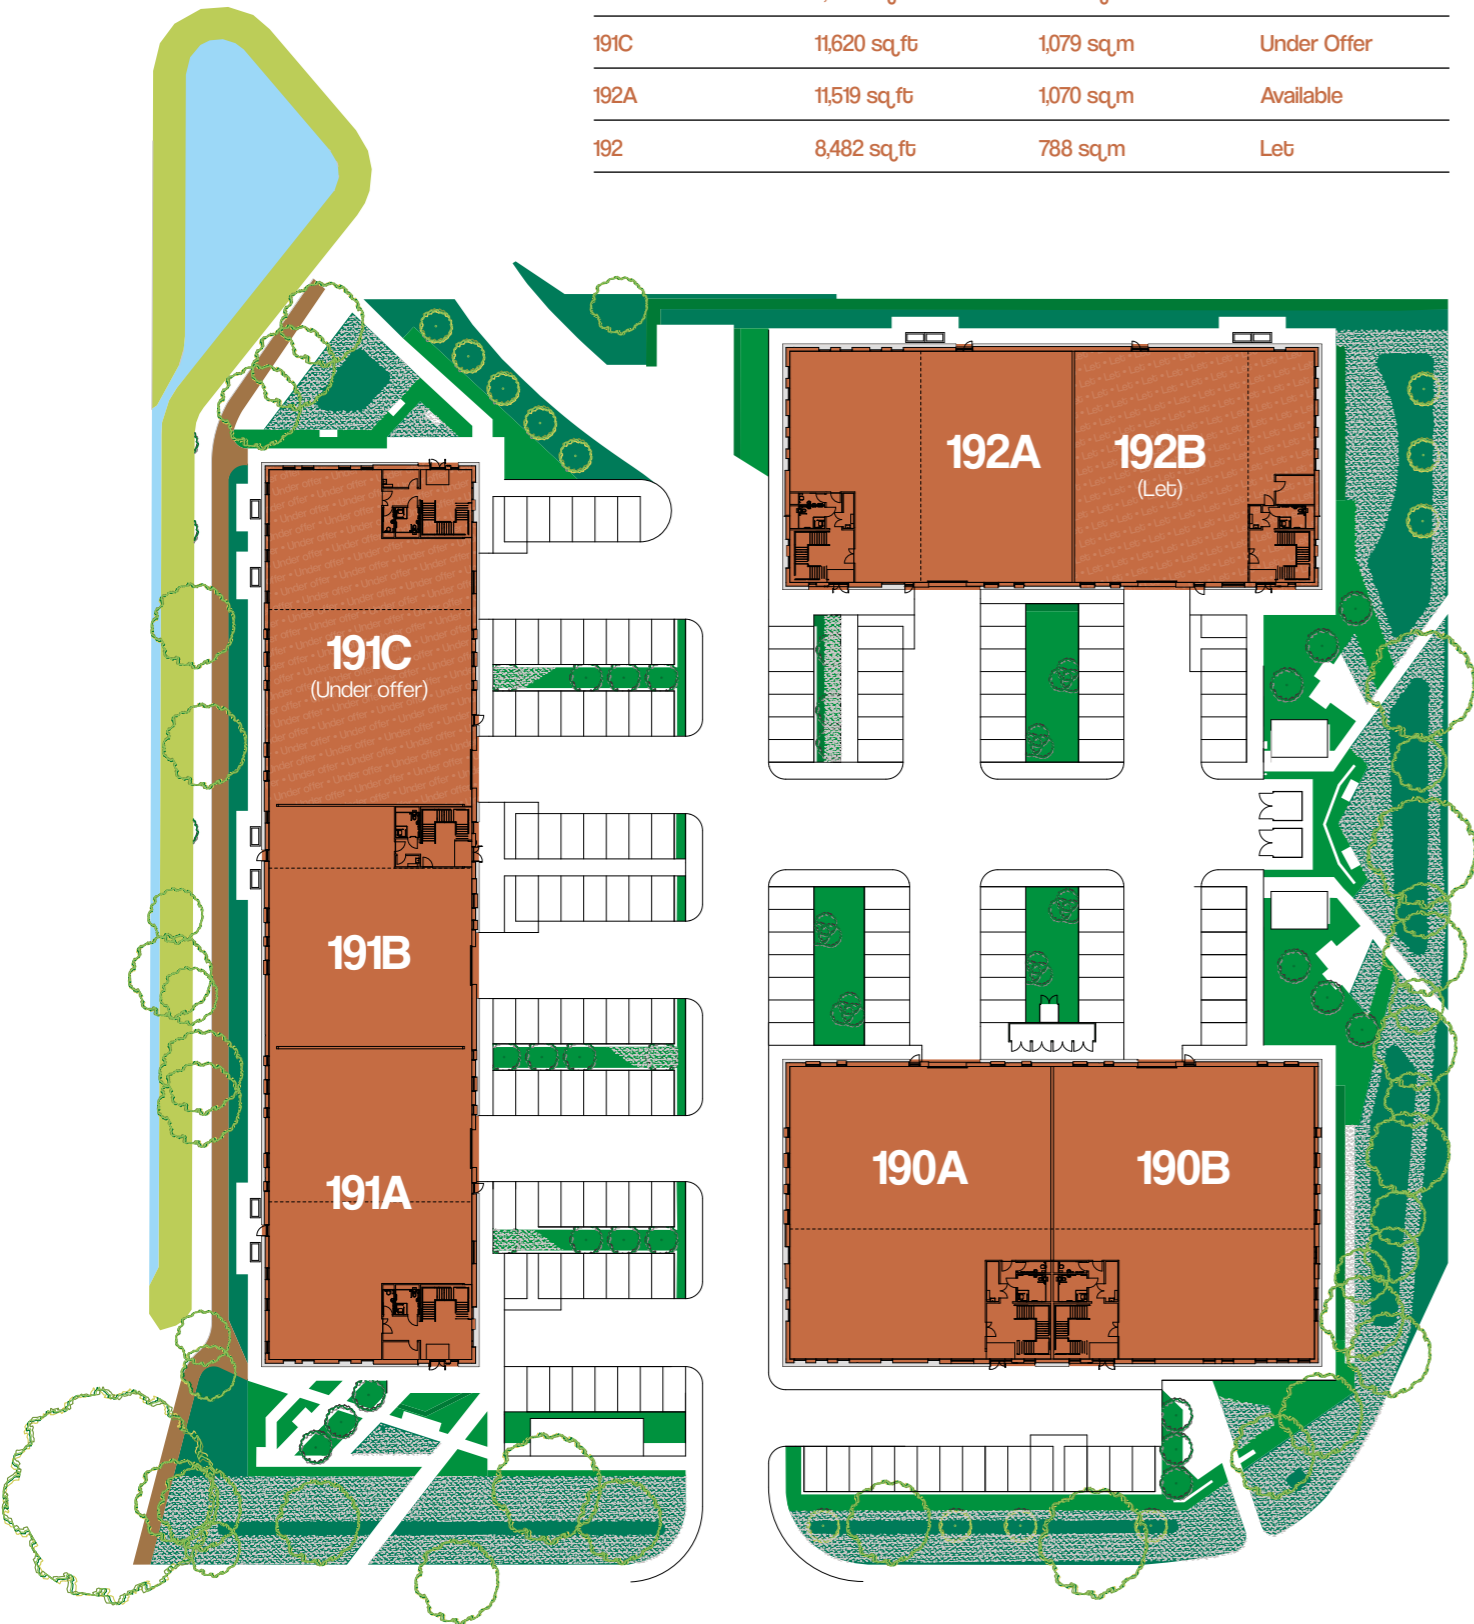 191C 11,620 sq ft 1,079 sq m Under Offer
192A 11,519 sq ft 1,070 sq m Available
192 8,482 sq ft 788 sq m Let
192A
192B
(Let)
191C
(Under offer)
191B
191A
190A
190B